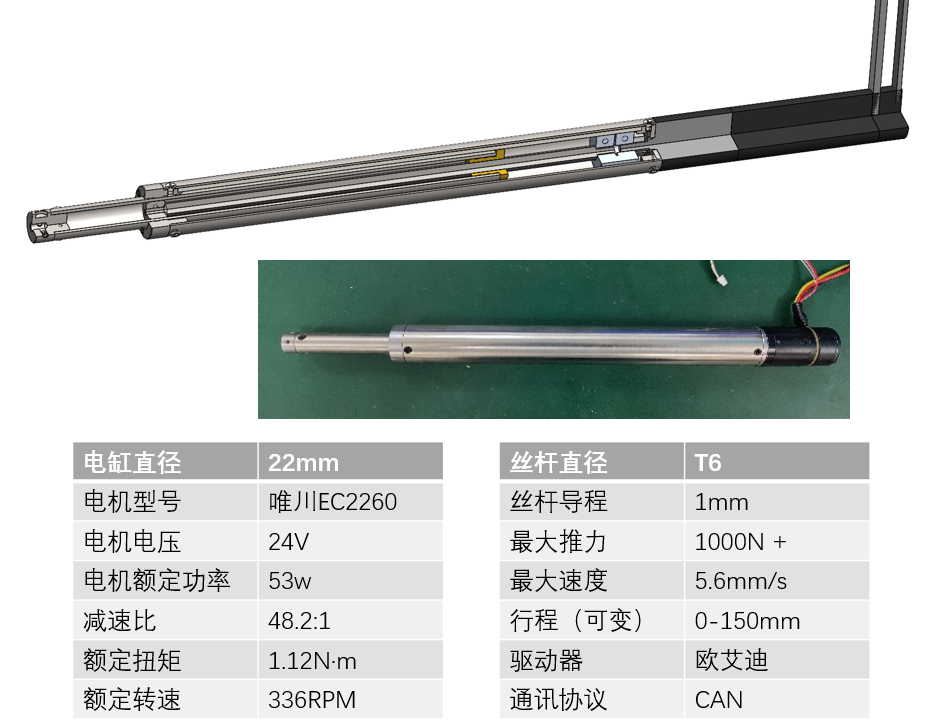 电缸直径 22mm
电机型号 唯川EC2260
电机电压 24V
电机额定功率 53w
减速比 48.2:1
额定扭矩 1.12N·m
额定转速 336RPM
丝杆直径 T6
丝杆导程 1mm
最大推力 1000N +
最大速度 5.6mm/s
行程（可变） 0-150mm
驱动器 欧艾迪
通讯协议 CAN